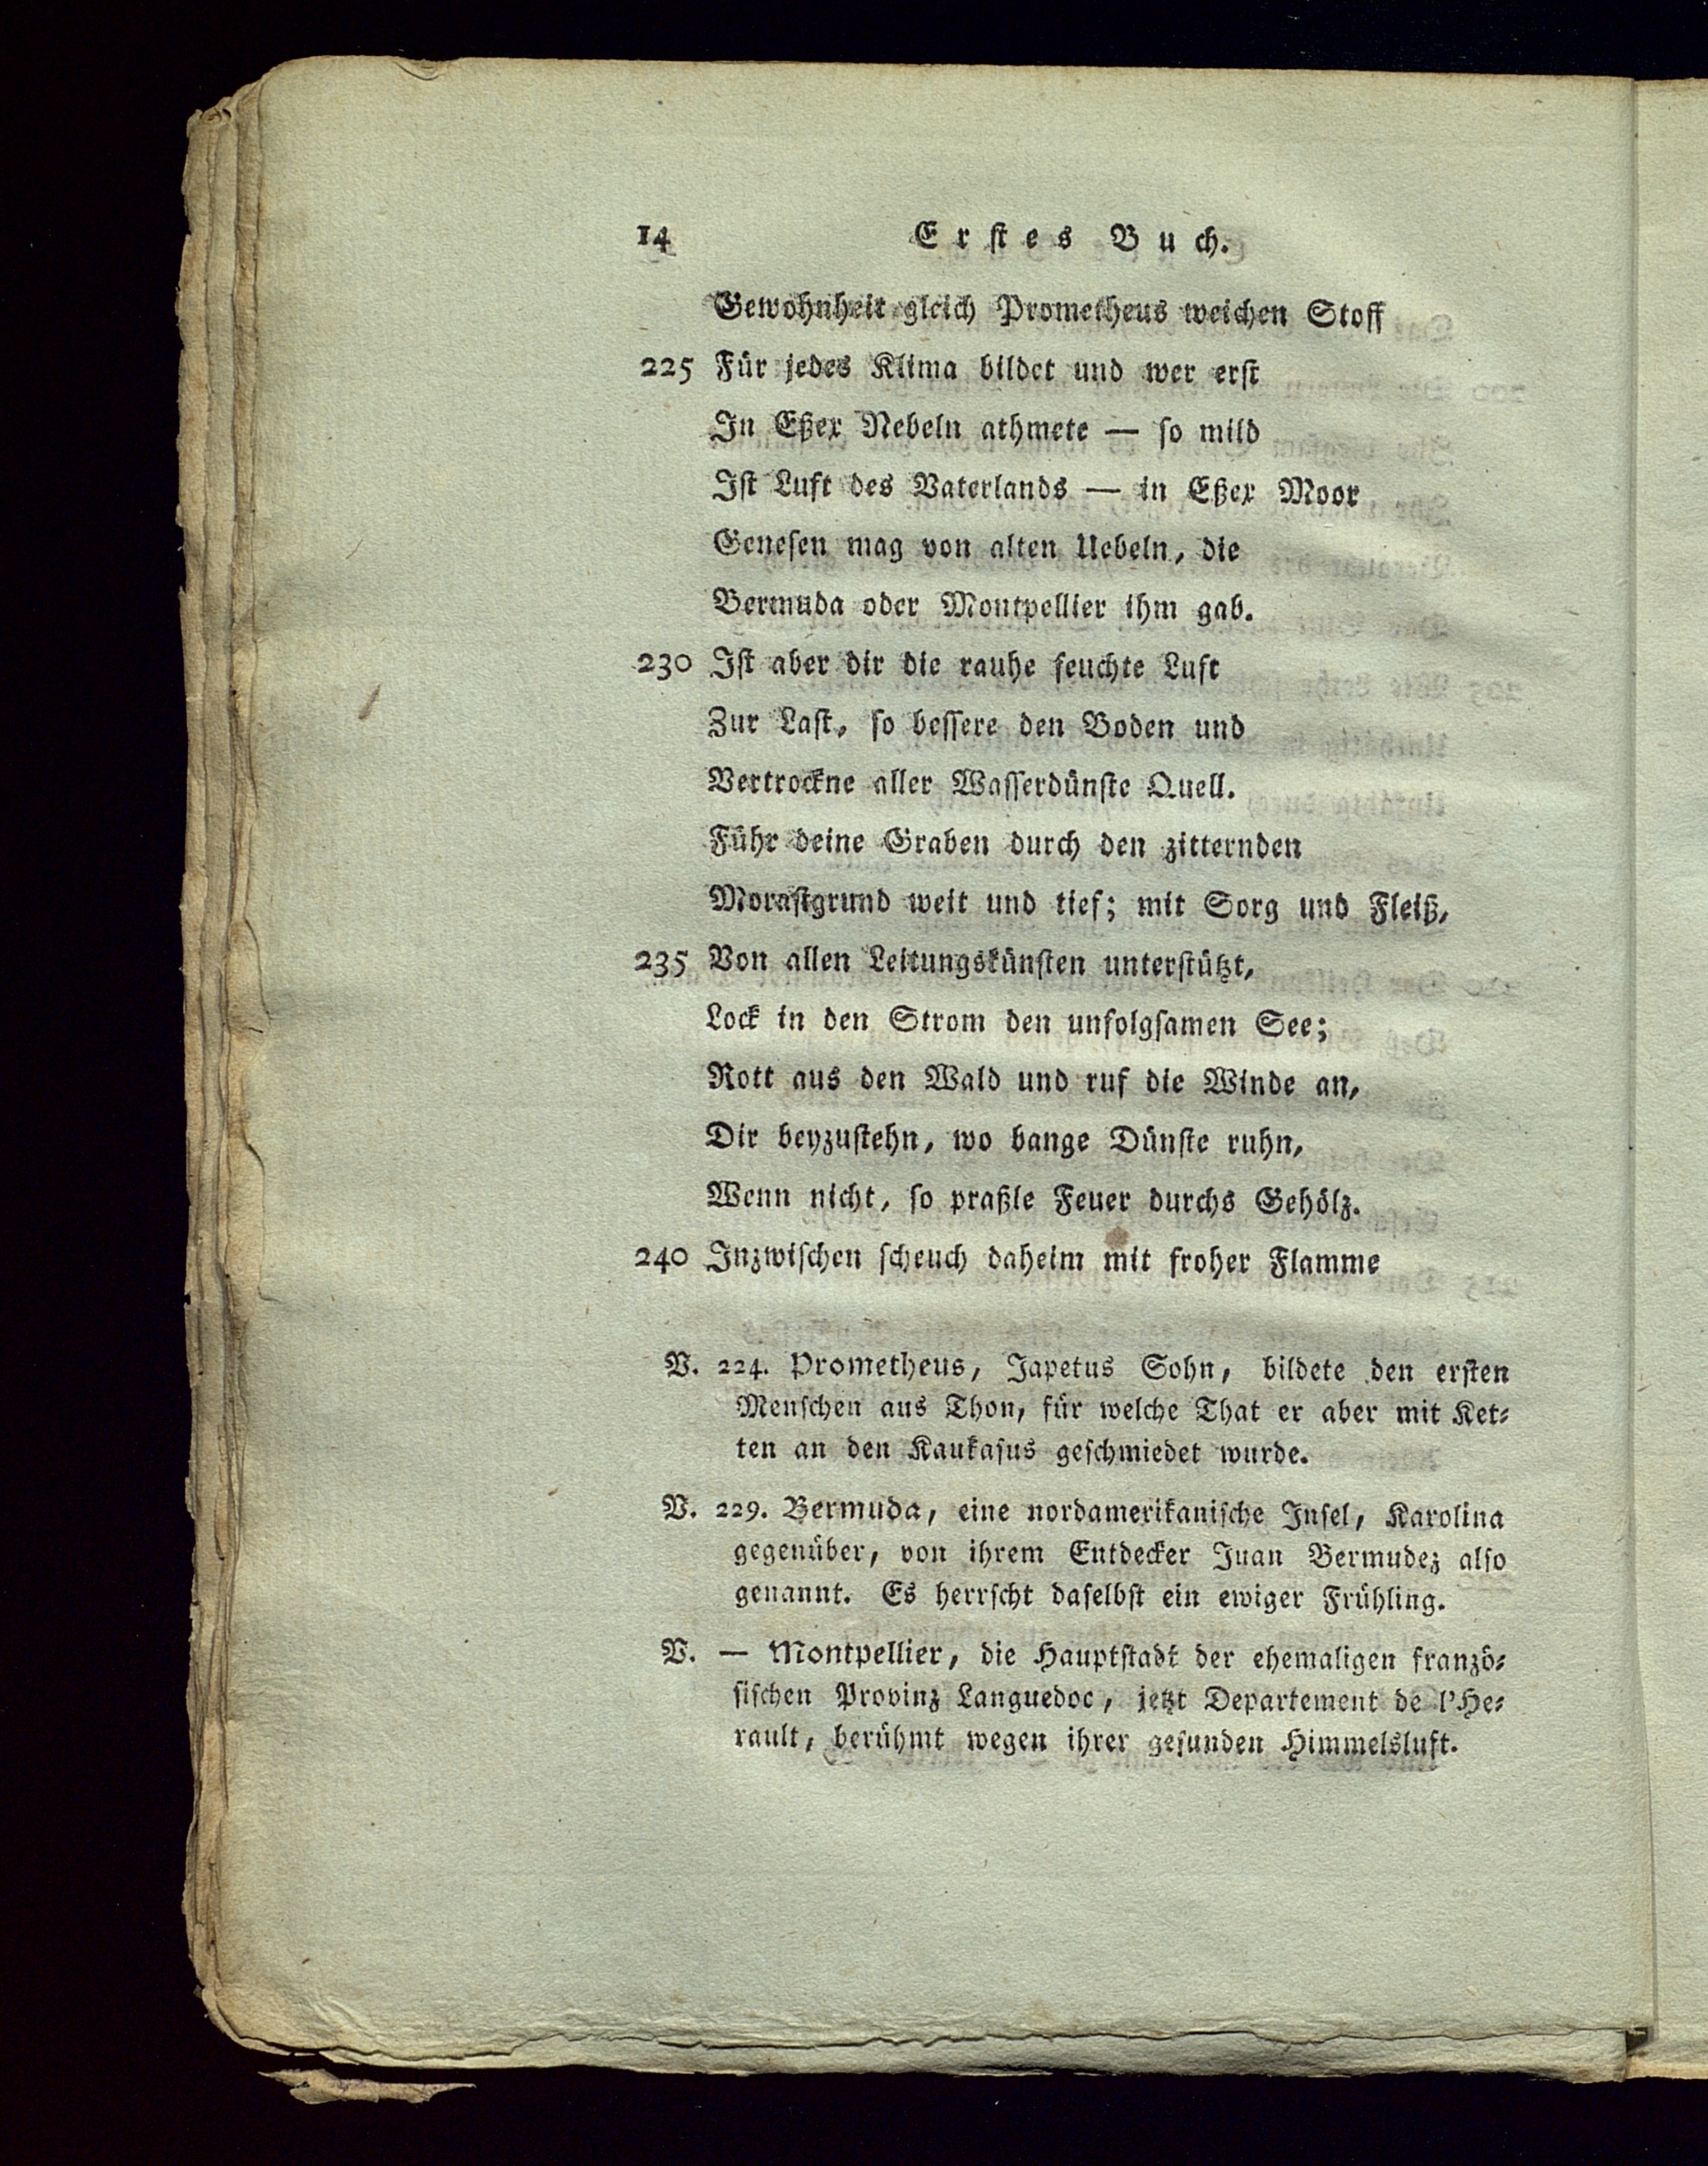 14 Erstes Buch.
Gewohnheit gleich Prometheus weichen Stoff
225 Für jedes Klima bildet und wer erst
In Eßex Nebeln athmete — so mild
Ist Luft des Vaterlands — in Eßex Moor
Genesen mag von alten Uebeln, die
Bermuda oder Montpellier ihm gab.
230 Ist aber dir die rauhe feuchte Luft
Zur Last, so bessere den Boden und
Vertrockne aller Wasserdünste Quell.
Führ deine Graben durch den zitternden
Morastgrund weit und tief; mit Sorg und Fleiß,
235 Von allen Leitungskünsten unterstützt,
Lock in den Strom den unfolgsamen See;
Rott aus den Wald und ruf die Winde an,
Dir beyzustehn, wo bange Dünste ruhn,
Wenn nicht, so praßle Feuer durchs Gehölz.
240 Inzwischen scheuch daheim mit froher Flamme
V. 224. Prometheus, Japetus Sohn, bildete den ersten
Menschen aus Thon, für welche That er aber mit Ket-
ten an den Kaukasus geschmiedet wurde.
V. 229. Bermuda, eine nordamerikanische Insel, Karolina
gegenüber, von ihrem Entdecker Juan Bermudez also
genannt. Es herrscht daselbst ein ewiger Frühling.
V. — Montpellier, die Hauptstadt der ehemaligen franzö-
sischen Provinz Languedoc, jetzt Departement de l'He-
rault, berühmt wegen ihrer gesunden Himmelsluft.